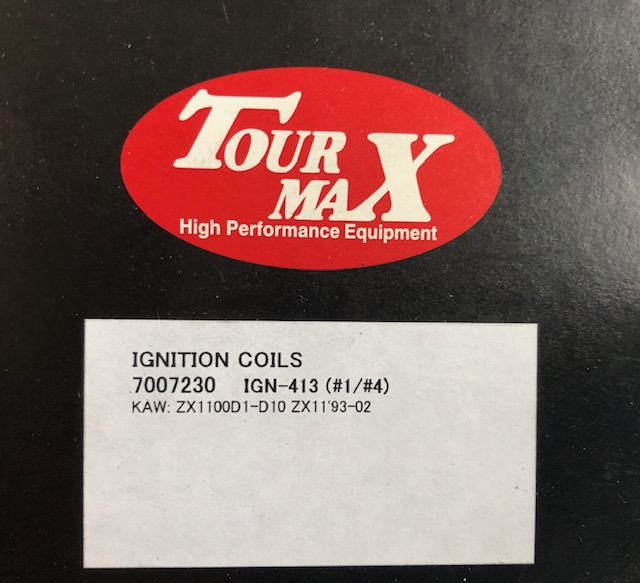 TOUR
MAX
High Performance Equipment
IGNITION COILS
7007230 IGN-413 (#1/#4)
KAW: ZX1100D1-D10 ZX11'93-02